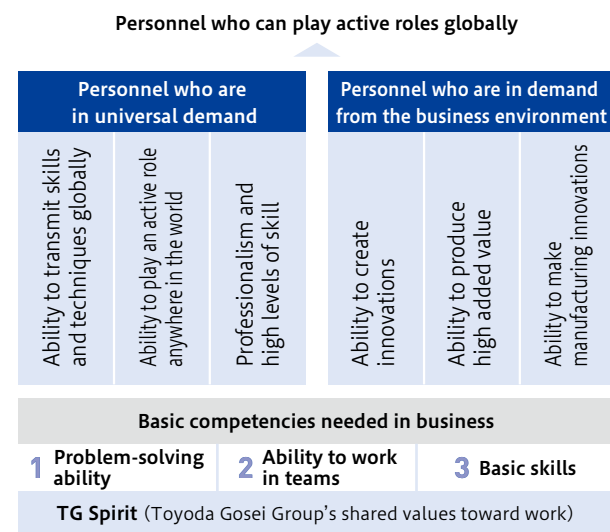 Personnel who can play active roles globally
Personnel who are
in universal demand
Personnel who are in demand
from the business environment
Ability to transmit skills
and techniques globally
Ability to play an active role
anywhere in the world
Professionalism and
high levels of skill
Ability to create
innovations
Ability to produce
high added value
Ability to make
manufacturing innovations
Basic competencies needed in business
1 Problem-solving
ability
2 Ability to work
in teams
3 Basic skills
TG Spirit (Toyoda Gosei Group's shared values toward work)